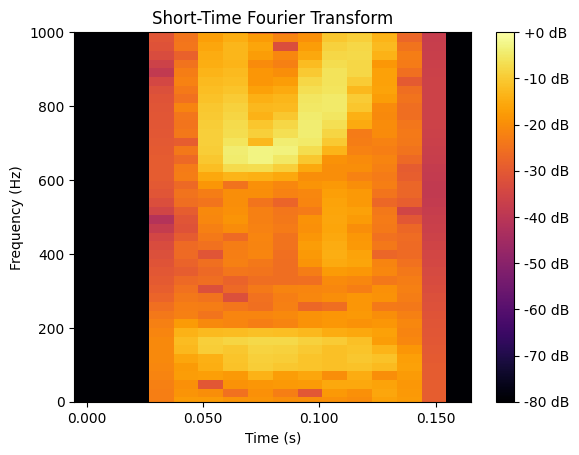 Short-Time Fourier Transform
1000
800
600
400
200
0
Frequency (Hz)
0.000
0.050
0.100
0.150
Time (s)
+0 dB
-10 dB
-20 dB
-30 dB
-40 dB
-50 dB
-60 dB
-70 dB
-80 dB